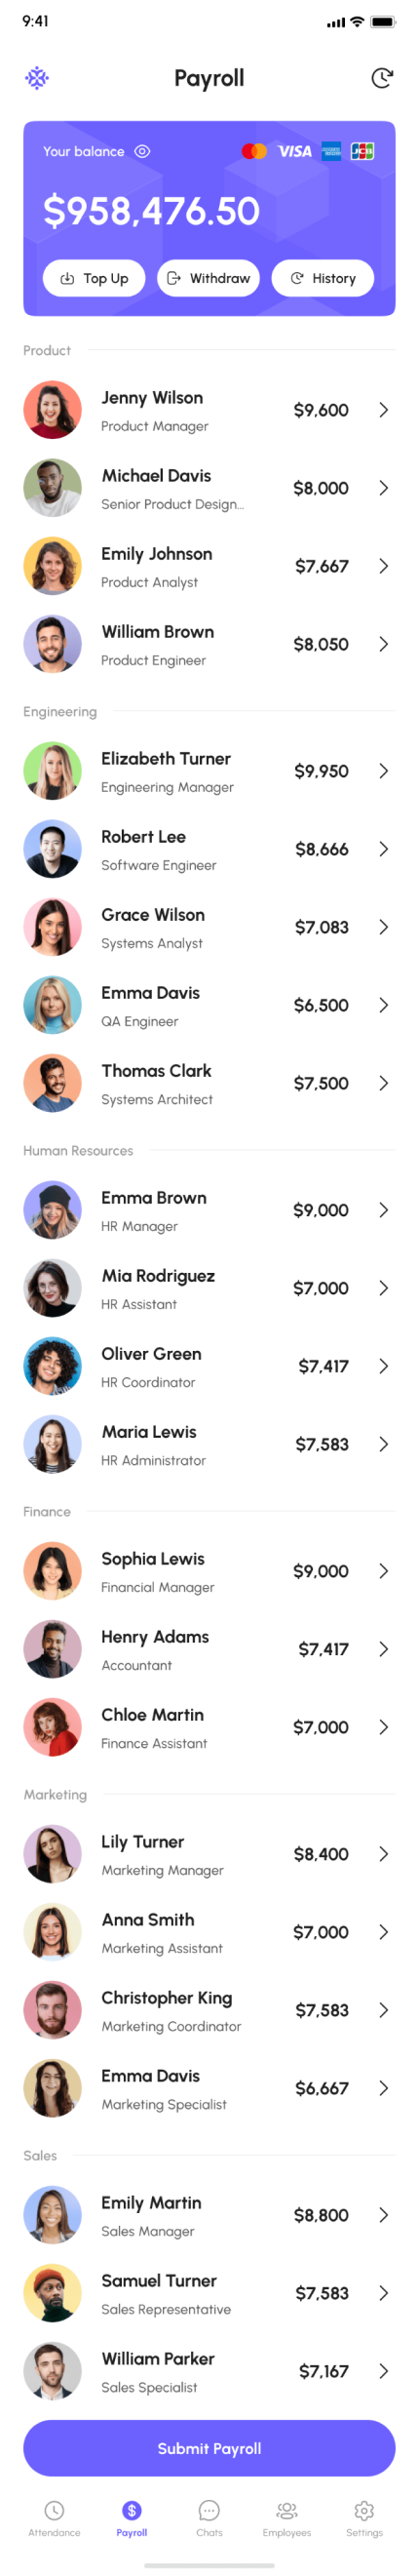 9:41
Payroll
Your balance
VISA
AMERICAN EXPRESS
JCB
$958,476.50
Top Up
Withdraw
History
Product
Jenny Wilson
Product Manager
$9,600
Michael Davis
Senior Product Design...
$8,000
Emily Johnson
Product Analyst
$7,667
William Brown
Product Engineer
$8,050
Engineering
Elizabeth Turner
Engineering Manager
$9,950
Robert Lee
Software Engineer
$8,666
Grace Wilson
Systems Analyst
$7,083
Emma Davis
QA Engineer
$6,500
Thomas Clark
Systems Architect
$7,500
Human Resources
Emma Brown
HR Manager
$9,000
Mia Rodriguez
HR Assistant
$7,000
Oliver Green
HR Coordinator
$7,417
Maria Lewis
HR Administrator
$7,583
Finance
Sophia Lewis
Financial Manager
$9,000
Henry Adams
Accountant
$7,417
Chloe Martin
Finance Assistant
$7,000
Marketing
Lily Turner
Marketing Manager
$8,400
Anna Smith
Marketing Assistant
$7,000
Christopher King
Marketing Coordinator
$7,583
Emma Davis
Marketing Specialist
$6,667
Sales
Emily Martin
Sales Manager
$8,800
Samuel Turner
Sales Representative
$7,583
William Parker
Sales Specialist
$7,167
Submit Payroll
Attendance
Payroll
Chats
Employees
Settings